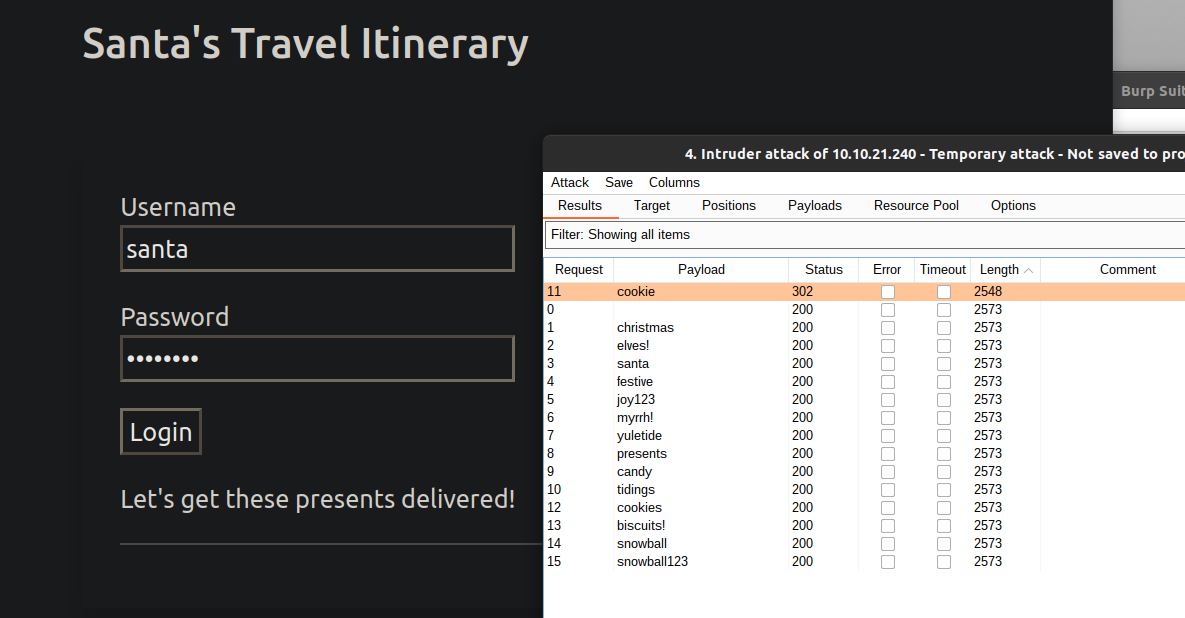 Santa's Travel Itinerary
Burp Suit
4. Intruder attack of 10.10.21.240 - Temporary attack - Not saved to pro
Attack Save Columns
Results Target Positions Payloads Resource Pool Options
Filter: Showing all items
Request Payload Status Error Timeout Length Comment
11 cookie 302 2548
0 200 2573
1 christmas 200 2573
2 elves! 200 2573
3 santa 200 2573
4 festive 200 2573
5 joy123 200 2573
6 myrrh! 200 2573
7 yuletide 200 2573
8 presents 200 2573
9 candy 200 2573
10 tidings 200 2573
12 cookies 200 2573
13 biscuits! 200 2573
14 snowball 200 2573
15 snowball123 200 2573
Username
santa
Password
••••••••
Login
Let's get these presents delivered!